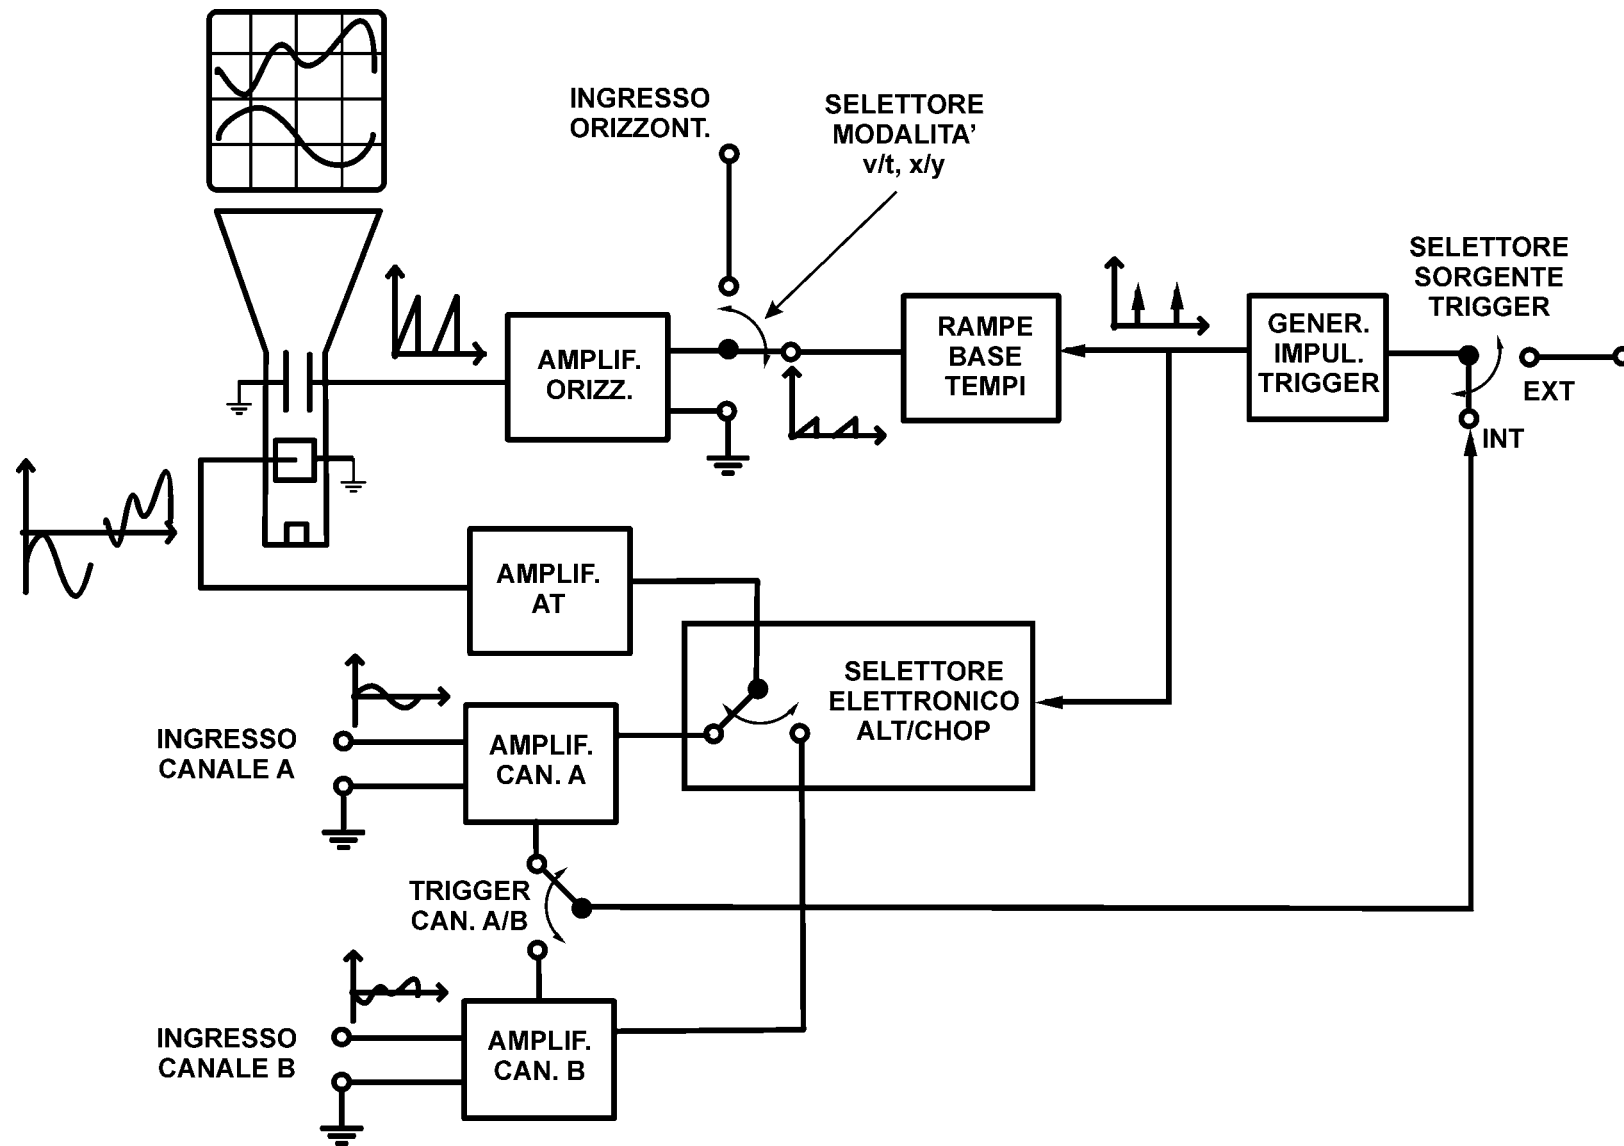 INGRESSO
ORIZZONT.
SELETTORE
MODALITA’
v/t, x/y
SELETTORE
SORGENTE
TRIGGER
AMPLIF.
ORIZZ.
RAMPE
BASE
TEMPI
GENER.
IMPUL.
TRIGGER
EXT
INT
AMPLIF.
AT
SELETTORE
ELETTRONICO
ALT/CHOP
INGRESSO
CANALE A
AMPLIF.
CAN. A
TRIGGER
CAN. A/B
INGRESSO
CANALE B
AMPLIF.
CAN. B